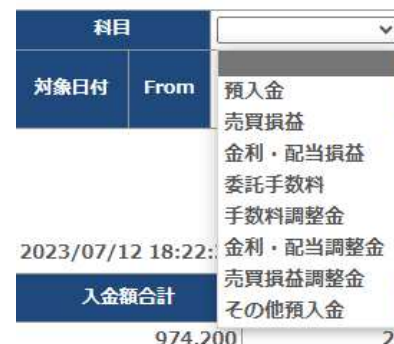 科目
対象日付 From
預入金
売買損益
金利・配当損益
委託手数料
手数料調整金
金利・配当調整金
売買損益調整金
その他預入金
2023/07/12 18:22:
入金額合計
974,200 2